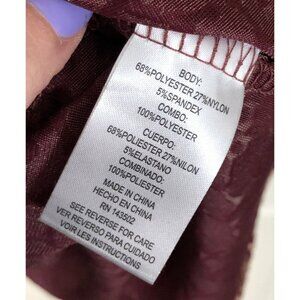 BODY:
68%POLYESTER 27%NYLON
5%SPANDEX
COMBO:
100%POLYESTER
CUERPO:
68%POLIESTER 27%NILON
5%ELASTANO
COMBINADO:
100%POLIESTER
MADE IN CHINA
HECHO EN CHINA
RN 143502
SEE REVERSE FOR CARE
VER REVERSO PARA CUIDADO
VOIR LES INSTRUCTIONS